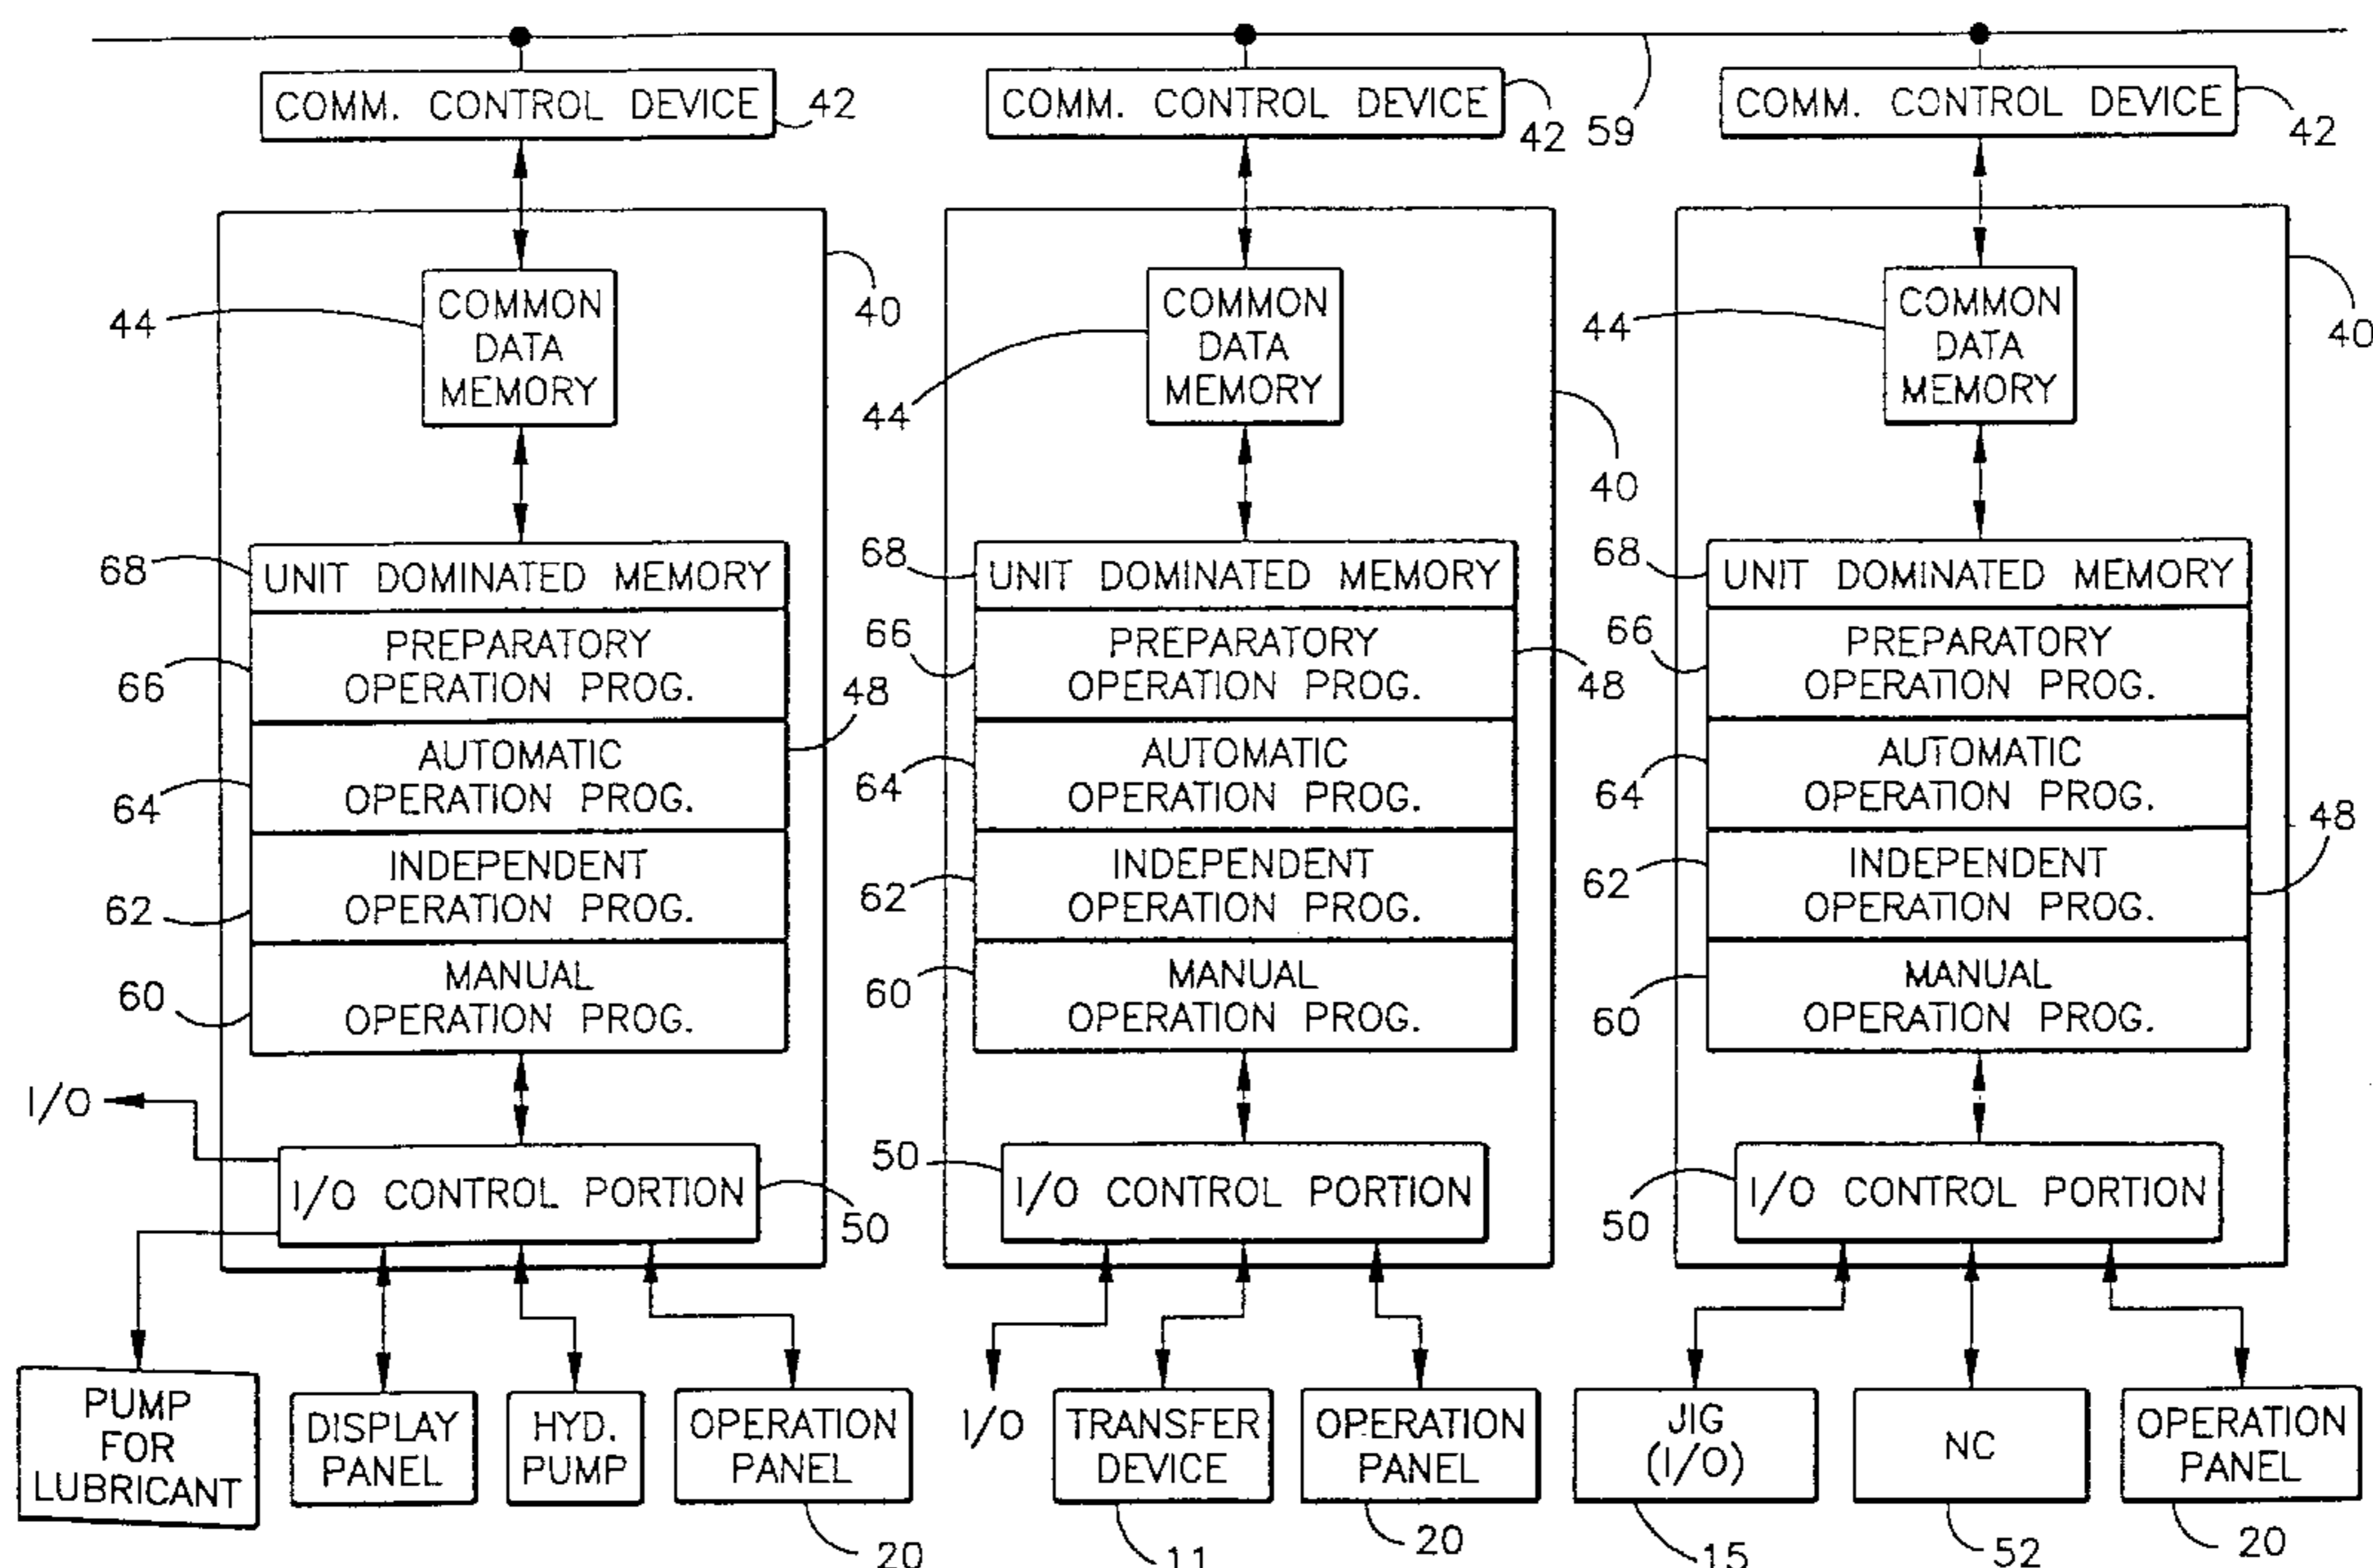 COMM. CONTROL DEVICE
42
COMM. CONTROL DEVICE
42
59
COMM. CONTROL DEVICE
42
COMMON
DATA
MEMORY
44
40
UNIT DOMINATED MEMORY
68
PREPARATORY
OPERATION PROG.
66
48
AUTOMATIC
OPERATION PROG.
64
INDEPENDENT
OPERATION PROG.
62
MANUAL
OPERATION PROG.
60
I/O
I/O CONTROL PORTION
50
PUMP
FOR
LUBRICANT
DISPLAY
PANEL
HYD.
PUMP
OPERATION
PANEL
20
COMMON
DATA
MEMORY
44
40
UNIT DOMINATED MEMORY
68
PREPARATORY
OPERATION PROG.
66
48
AUTOMATIC
OPERATION PROG.
64
INDEPENDENT
OPERATION PROG.
62
MANUAL
OPERATION PROG.
60
I/O CONTROL PORTION
50
I/O
TRANSFER
DEVICE
11
OPERATION
PANEL
20
COMMON
DATA
MEMORY
44
40
UNIT DOMINATED MEMORY
68
PREPARATORY
OPERATION PROG.
66
AUTOMATIC
OPERATION PROG.
64
48
INDEPENDENT
OPERATION PROG.
62
MANUAL
OPERATION PROG.
60
I/O CONTROL PORTION
50
JIG
(I/O)
15
NC
52
OPERATION
PANEL
20